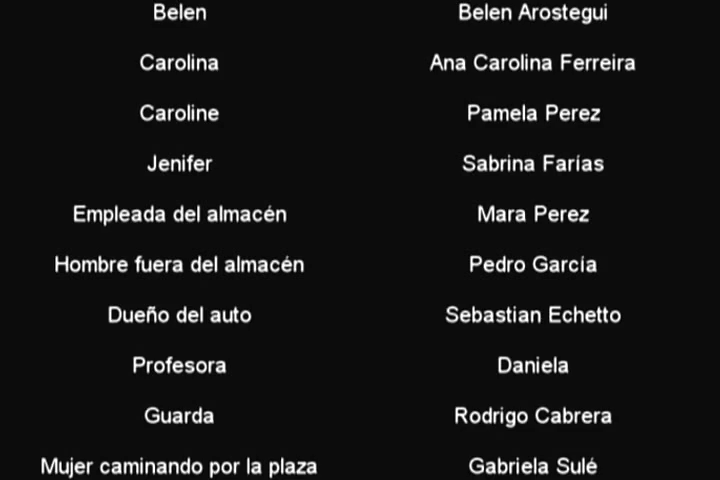 Belen Belen Arostegui
Carolina Ana Carolina Ferreira
Caroline Pamela Perez
Jenifer Sabrina Farías
Empleada del almacén Mara Perez
Hombre fuera del almacén Pedro García
Dueño del auto Sebastian Echetto
Profesora Daniela
Guarda Rodrigo Cabrera
Mujer caminando por la plaza Gabriela Sulé